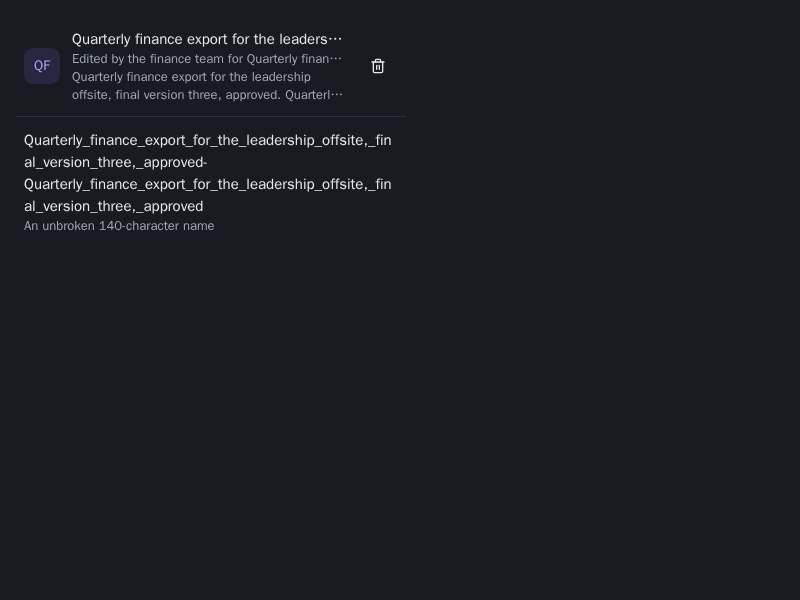 QF
Quarterly finance export for the leaders…
Edited by the finance team for Quarterly finan…
Quarterly finance export for the leadership
offsite, final version three, approved. Quarterl…
Quarterly_finance_export_for_the_leadership_offsite,_fin
al_version_three,_approved-
Quarterly_finance_export_for_the_leadership_offsite,_fin
al_version_three,_approved
An unbroken 140-character name